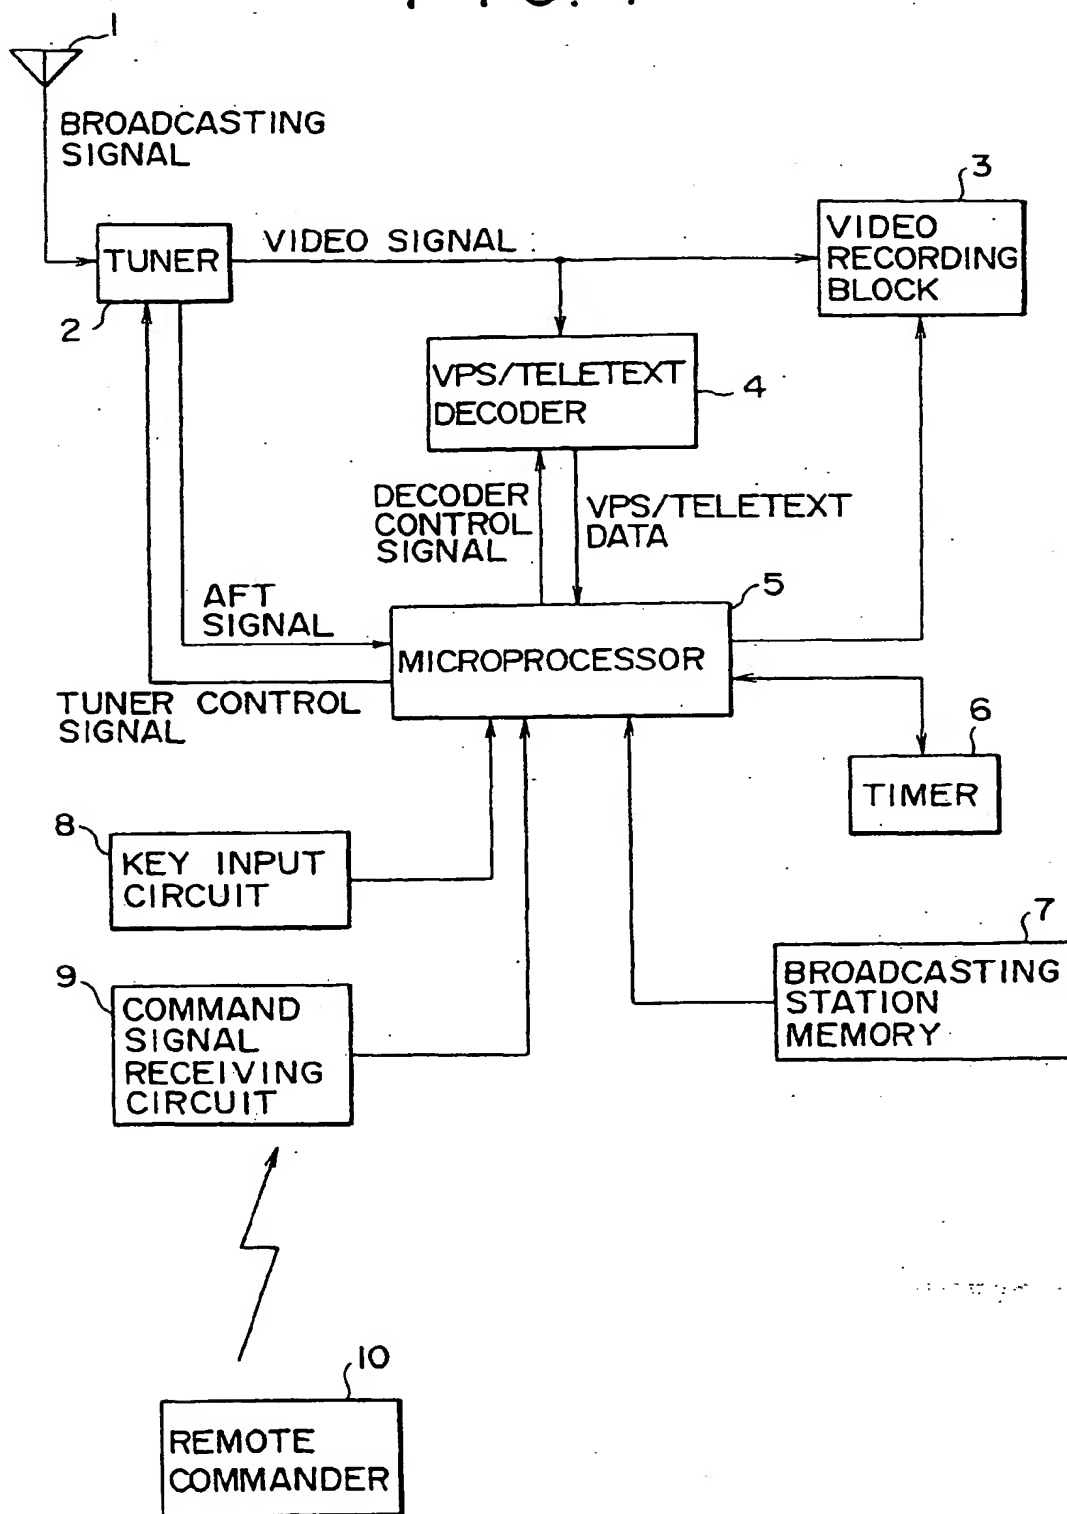 1
BROADCASTING
SIGNAL
3
TUNER
VIDEO SIGNAL
VIDEO
RECORDING
BLOCK
2
VPS/TELETEXT
DECODER
4
DECODER
CONTROL
SIGNAL
VPS/TELETEXT
DATA
AFT
SIGNAL
5
MICROPROCESSOR
TUNER CONTROL
SIGNAL
6
TIMER
8
KEY INPUT
CIRCUIT
7
BROADCASTING
STATION
MEMORY
9
COMMAND
SIGNAL
RECEIVING
CIRCUIT
10
REMOTE
COMMANDER